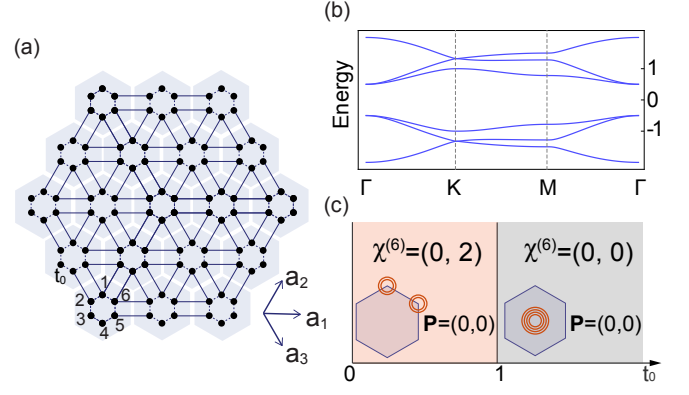 (a)
t₀
1
2
3
4
5
6
a₁
a₂
a₃
(b)
Energy
1
0
-1
Γ
K
M
Γ
(c)
χ⁽⁶⁾=(0, 2)
χ⁽⁶⁾=(0, 0)
P=(0,0)
P=(0,0)
0
1
t₀